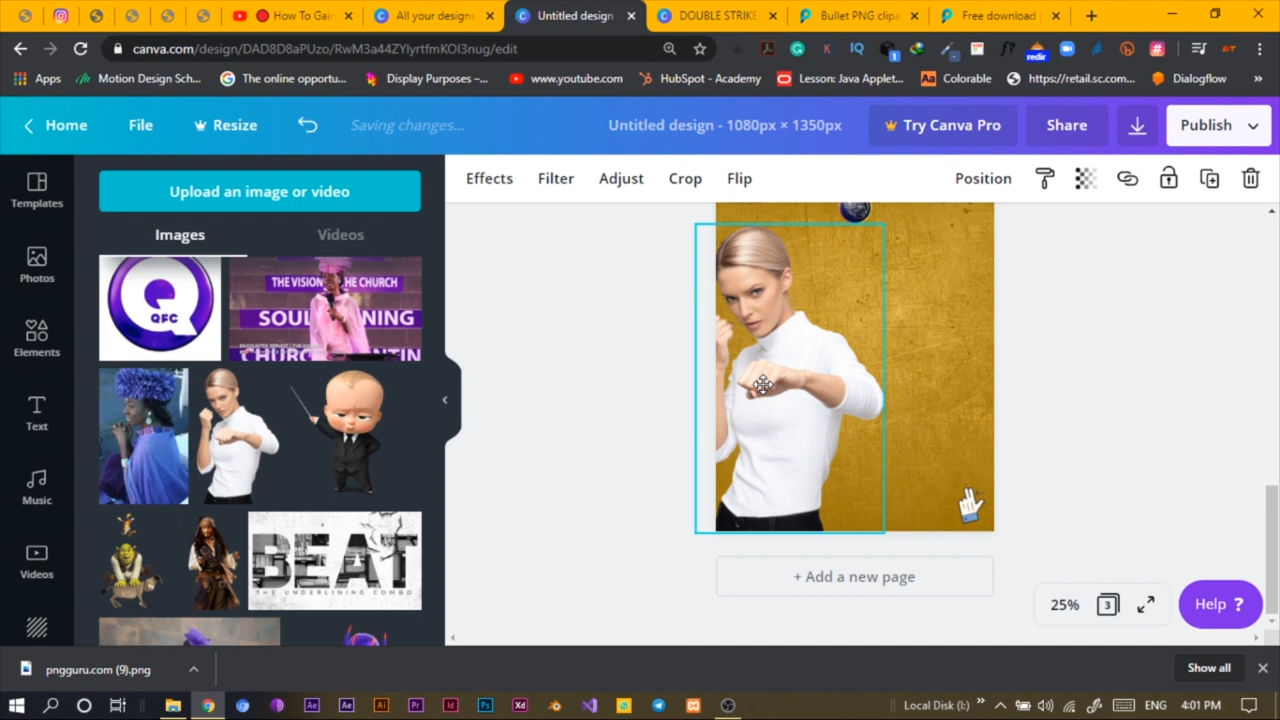 How To Gair
All your designs
Untitled design
DOUBLE STRIKE
Bullet PNG clipa
Free download
canva.com/design/DAD8D8aPUzo/RwM3a44ZYlyrtfmKOI3nug/edit
Apps
Motion Design Sch...
The online opportu...
Display Purposes –...
www.youtube.com
HubSpot - Academy
Lesson: Java Applet...
Colorable
https://retail.sc.com...
Dialogflow
Home
File
Resize
Saving changes...
Untitled design - 1080px × 1350px
Try Canva Pro
Share
Publish
Templates
Photos
Elements
Text
Music
Videos
Upload an image or video
Images
Videos
Effects
Filter
Adjust
Crop
Flip
Position
QFC
THE VISION
HE CHURCH
SOUL
NING
BEAT
THE UNDERLINING COMBO
+ Add a new page
25%
3
Help ?
pngguru.com (9).png
Show all
Local Disk (I:)
ENG
4:01 PM